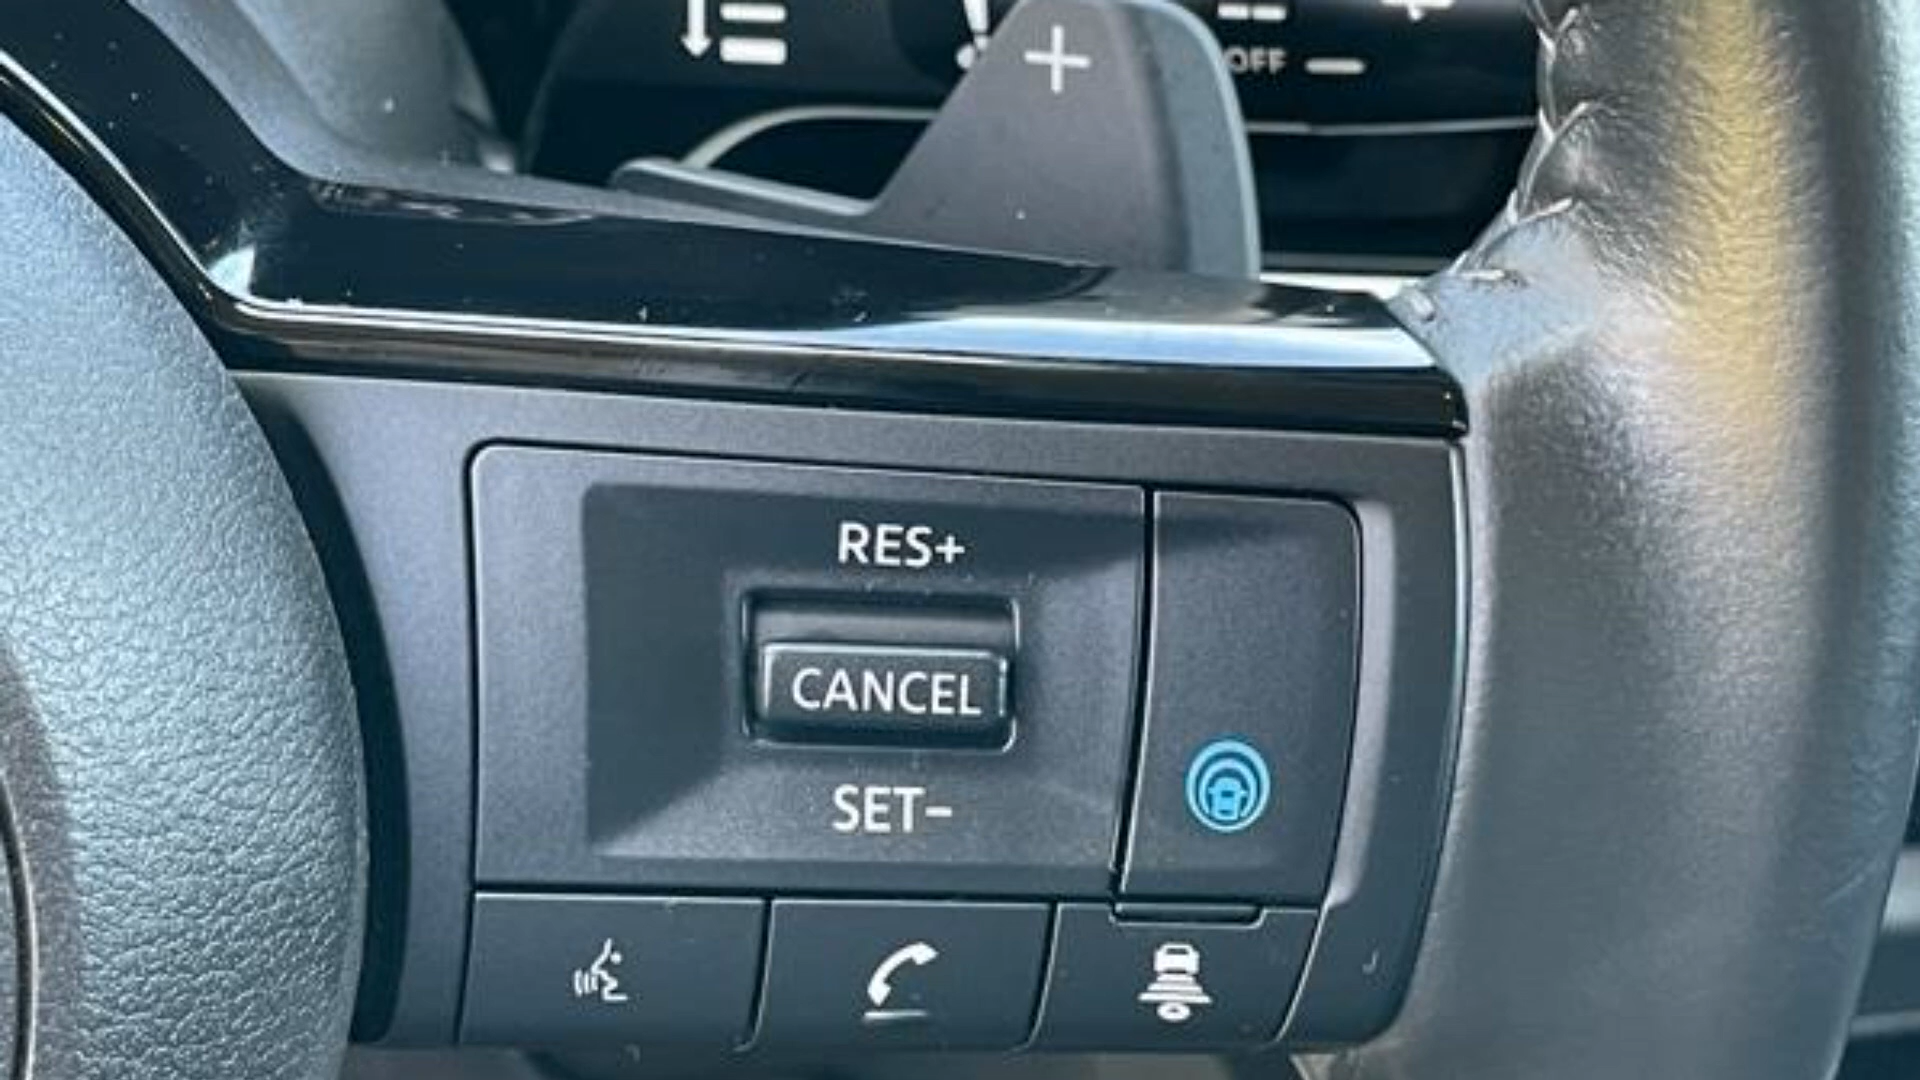 +
OFF
RES+
CANCEL
SET-